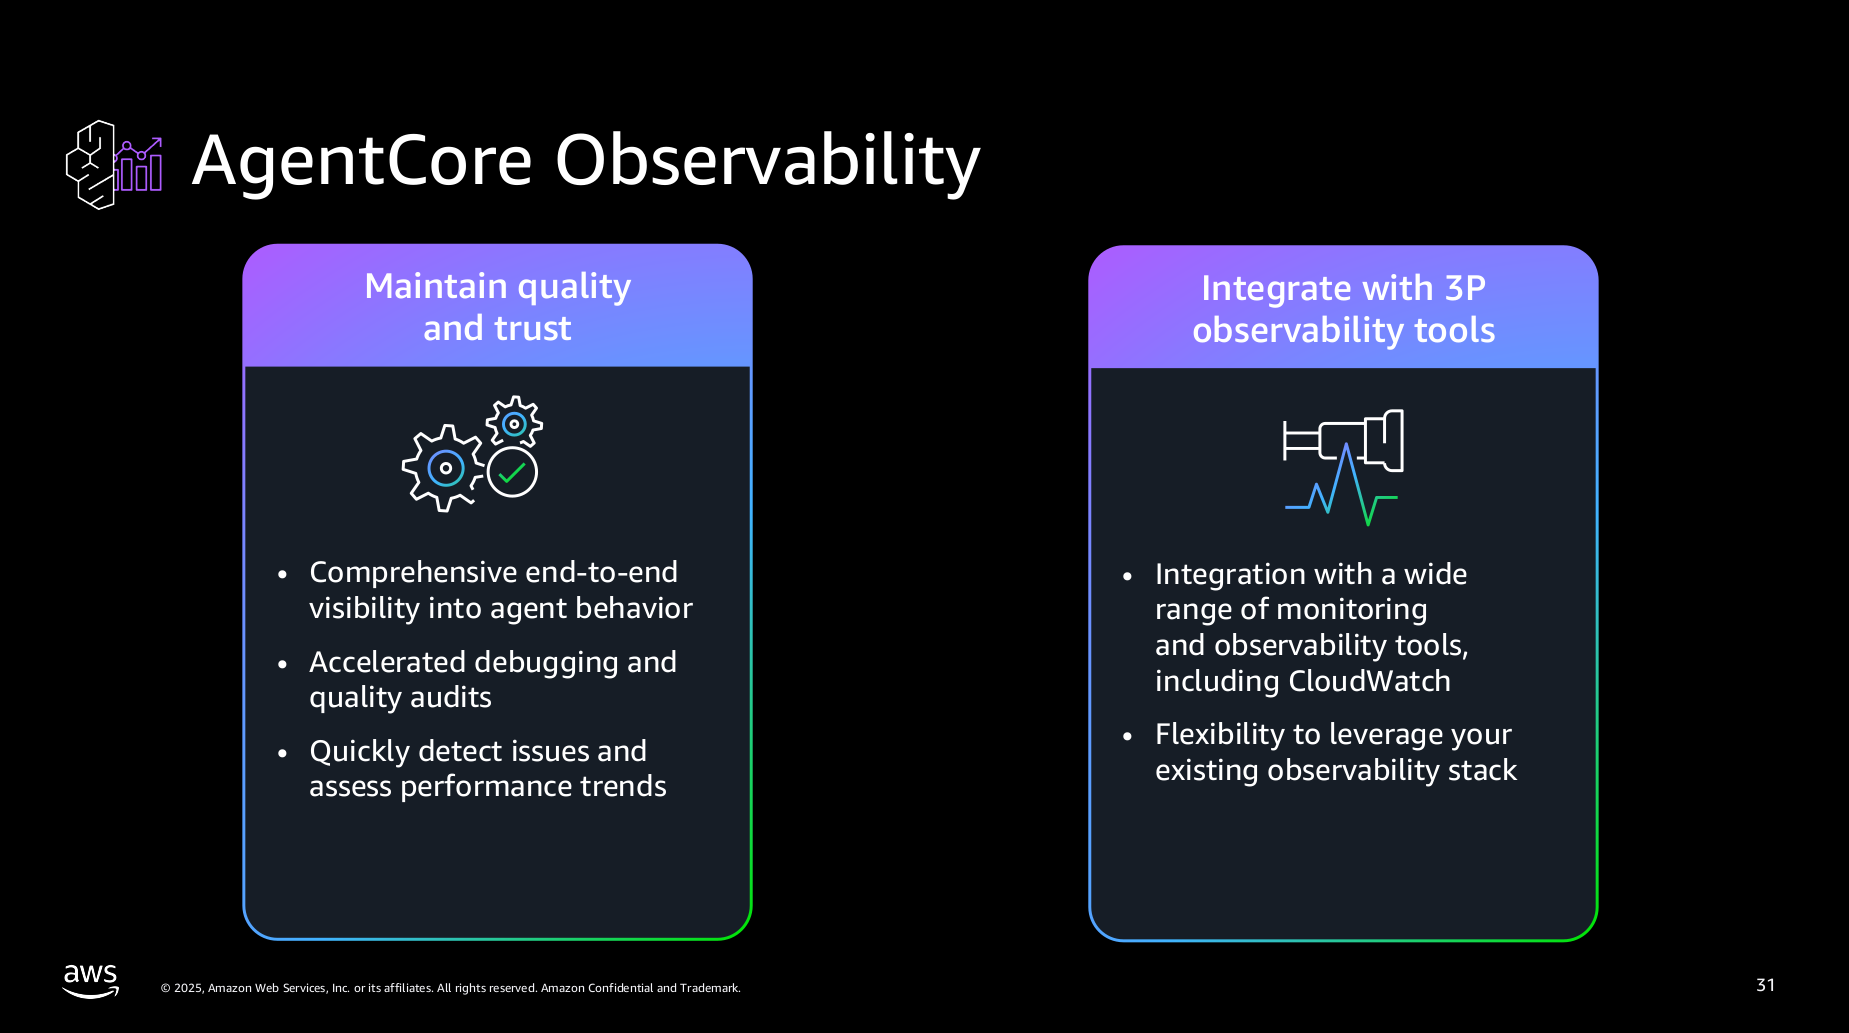 AgentCore Observability
Maintain quality
and trust
• Comprehensive end-to-end
visibility into agent behavior
• Accelerated debugging and
quality audits
• Quickly detect issues and
assess performance trends
Integrate with 3P
observability tools
• Integration with a wide
range of monitoring
and observability tools,
including CloudWatch
• Flexibility to leverage your
existing observability stack
aws
© 2025, Amazon Web Services, Inc. or its affiliates. All rights reserved. Amazon Confidential and Trademark.
31